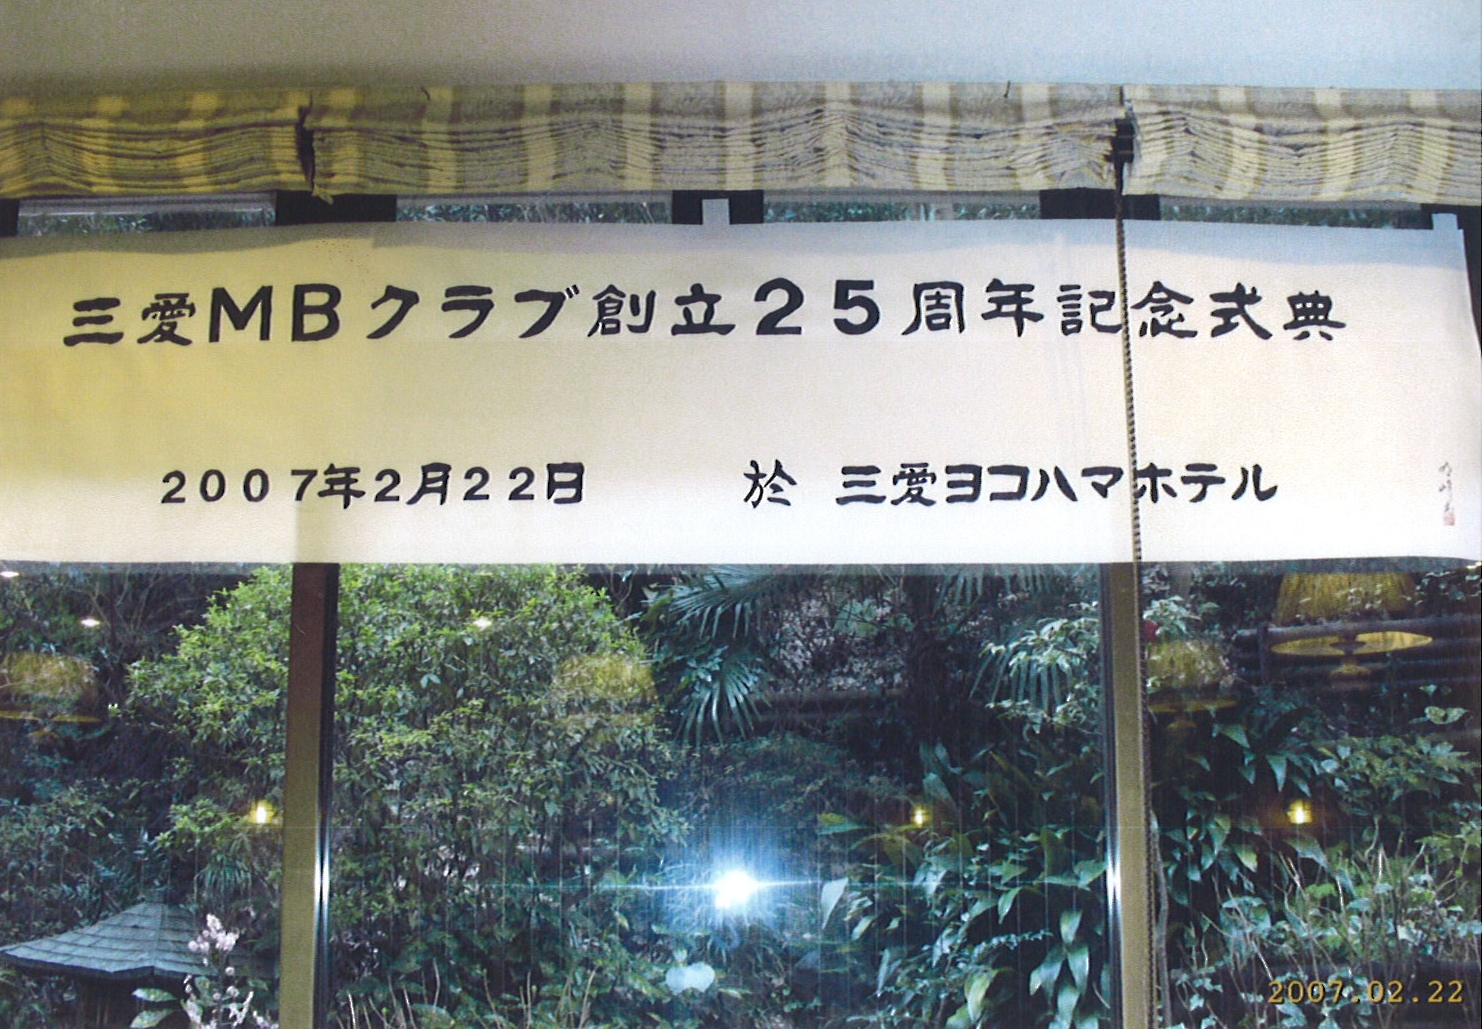 三愛MBクラブ創立25周年記念式典
2007年2月22日 於 三愛ヨコハマホテル
2007.02.22